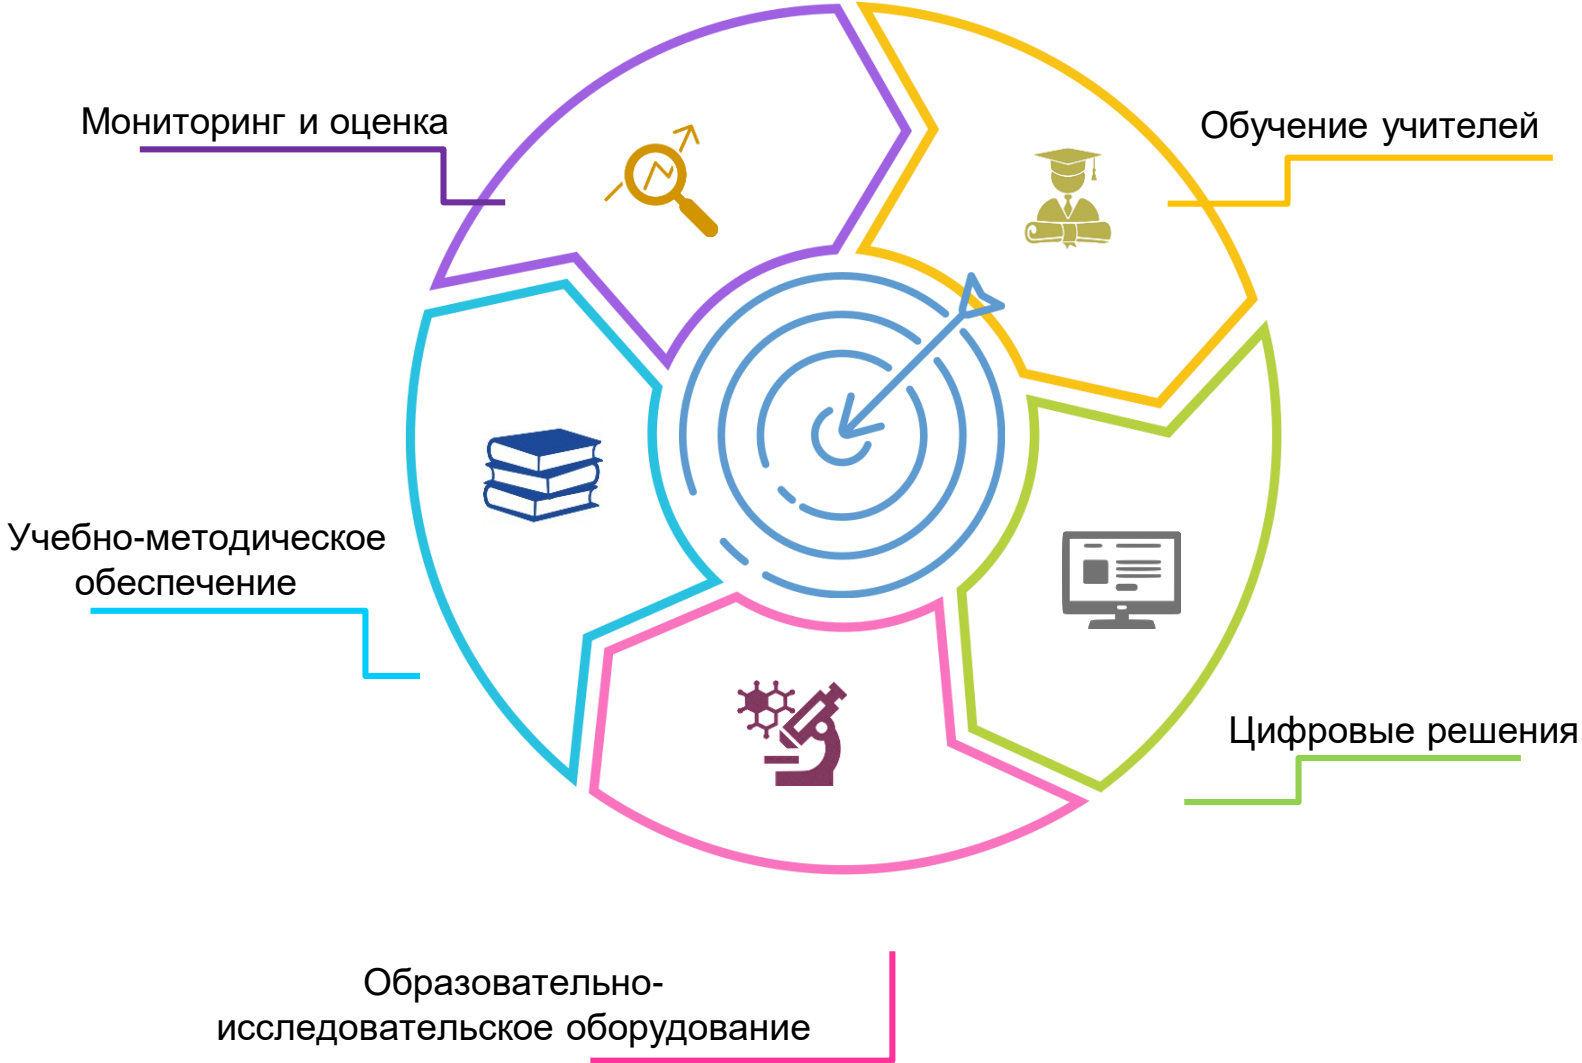 Мониторинг и оценка
Обучение учителей
Учебно-методическое
обеспечение
Цифровые решения
Образовательно-
исследовательское оборудование